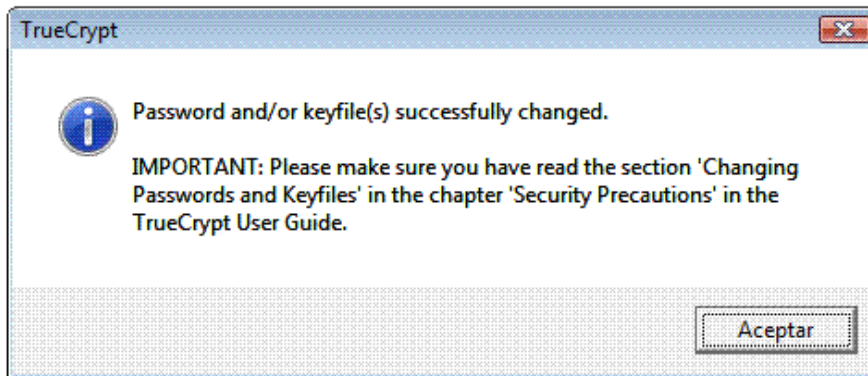 TrueCrypt
Password and/or keyfile(s) successfully changed.
IMPORTANT: Please make sure you have read the section 'Changing
Passwords and Keyfiles' in the chapter 'Security Precautions' in the
TrueCrypt User Guide.
Aceptar